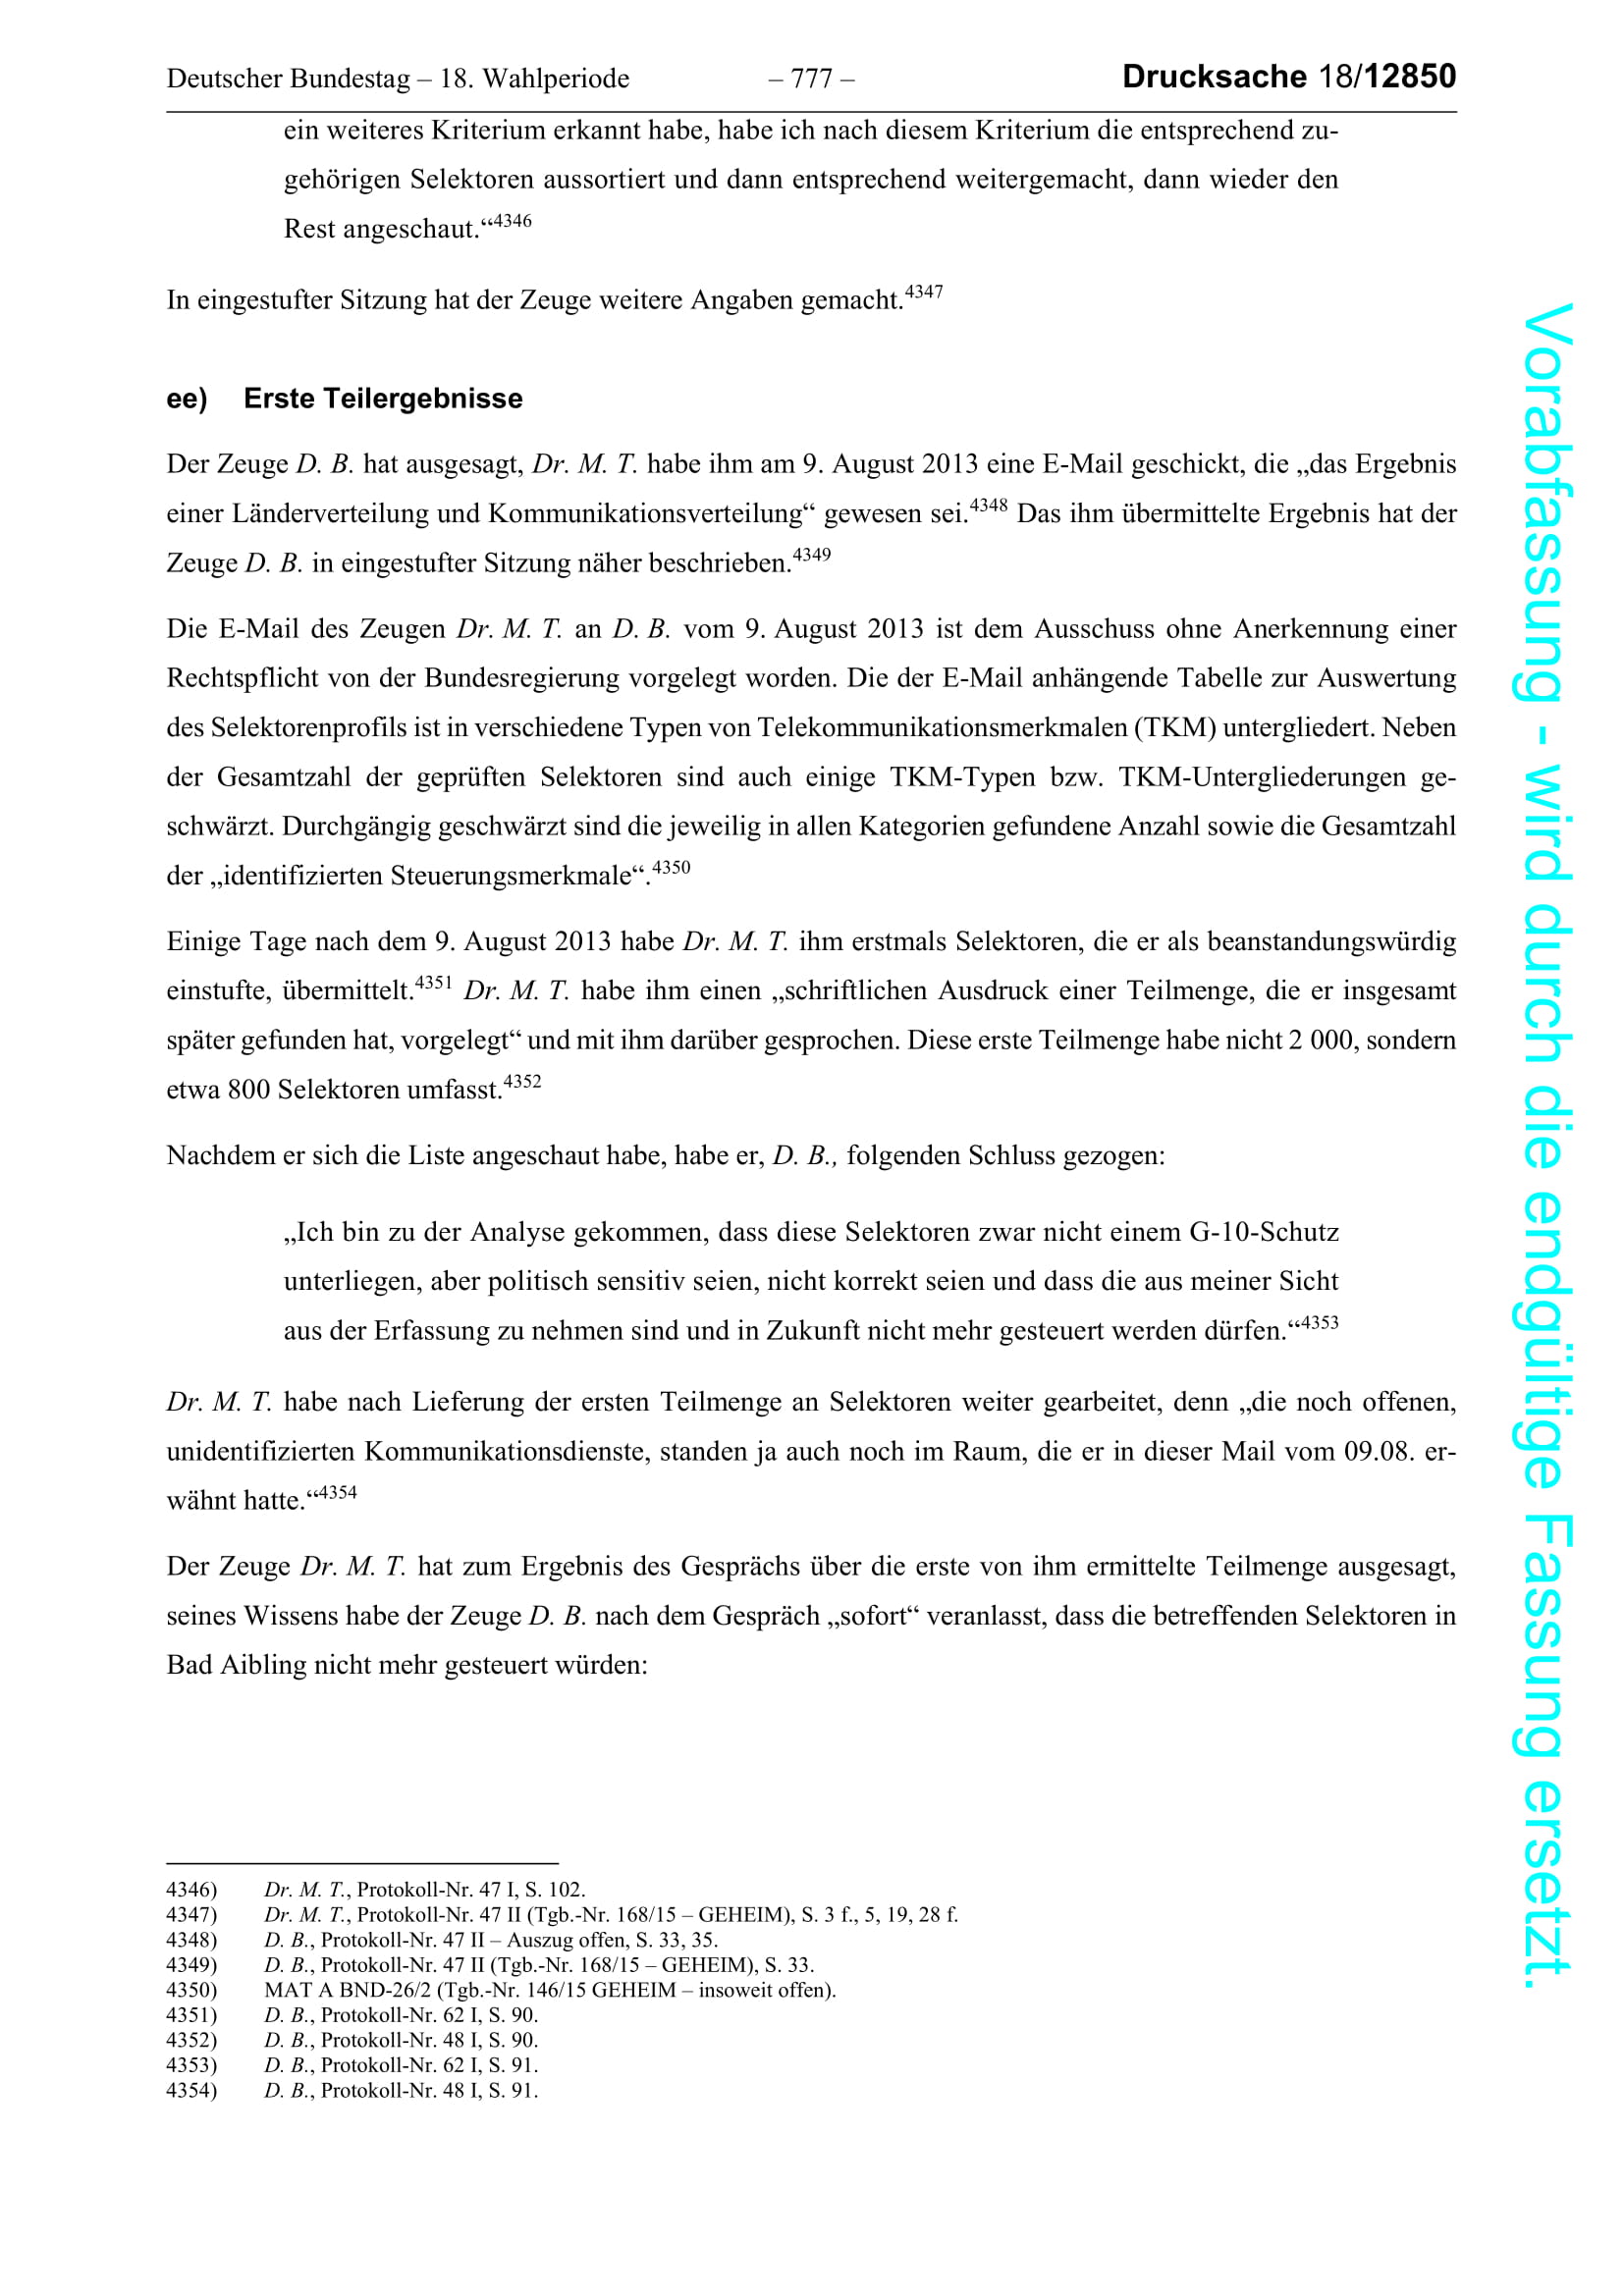 Deutscher Bundestag – 18. Wahlperiode – 777 – Drucksache 18/12850
ein weiteres Kriterium erkannt habe, habe ich nach diesem Kriterium die entsprechend zu-
gehörigen Selektoren aussortiert und dann entsprechend weitergemacht, dann wieder den
Rest angeschaut.“4346
In eingestufter Sitzung hat der Zeuge weitere Angaben gemacht.4347
ee) Erste Teilergebnisse
Der Zeuge D. B. hat ausgesagt, Dr. M. T. habe ihm am 9. August 2013 eine E-Mail geschickt, die „das Ergebnis
einer Länderverteilung und Kommunikationsverteilung“ gewesen sei.4348 Das ihm übermittelte Ergebnis hat der
Zeuge D. B. in eingestufter Sitzung näher beschrieben.4349
Die E-Mail des Zeugen Dr. M. T. an D. B. vom 9. August 2013 ist dem Ausschuss ohne Anerkennung einer
Rechtspflicht von der Bundesregierung vorgelegt worden. Die der E-Mail anhängende Tabelle zur Auswertung
des Selektorenprofils ist in verschiedene Typen von Telekommunikationsmerkmalen (TKM) untergliedert. Neben
der Gesamtzahl der geprüften Selektoren sind auch einige TKM-Typen bzw. TKM-Untergliederungen ge-
schwärzt. Durchgängig geschwärzt sind die jeweilig in allen Kategorien gefundene Anzahl sowie die Gesamtzahl
der „identifizierten Steuerungsmerkmale“.4350
Einige Tage nach dem 9. August 2013 habe Dr. M. T. ihm erstmals Selektoren, die er als beanstandungswürdig
einstufte, übermittelt.4351 Dr. M. T. habe ihm einen „schriftlichen Ausdruck einer Teilmenge, die er insgesamt
später gefunden hat, vorgelegt“ und mit ihm darüber gesprochen. Diese erste Teilmenge habe nicht 2 000, sondern
etwa 800 Selektoren umfasst.4352
Nachdem er sich die Liste angeschaut habe, habe er, D. B., folgenden Schluss gezogen:
„Ich bin zu der Analyse gekommen, dass diese Selektoren zwar nicht einem G-10-Schutz
unterliegen, aber politisch sensitiv seien, nicht korrekt seien und dass die aus meiner Sicht
aus der Erfassung zu nehmen sind und in Zukunft nicht mehr gesteuert werden dürfen.“4353
Dr. M. T. habe nach Lieferung der ersten Teilmenge an Selektoren weiter gearbeitet, denn „die noch offenen,
unidentifizierten Kommunikationsdienste, standen ja auch noch im Raum, die er in dieser Mail vom 09.08. er-
wähnt hatte.“4354
Der Zeuge Dr. M. T. hat zum Ergebnis des Gesprächs über die erste von ihm ermittelte Teilmenge ausgesagt,
seines Wissens habe der Zeuge D. B. nach dem Gespräch „sofort“ veranlasst, dass die betreffenden Selektoren in
Bad Aibling nicht mehr gesteuert würden:
4346) Dr. M. T., Protokoll-Nr. 47 I, S. 102.
4347) Dr. M. T., Protokoll-Nr. 47 II (Tgb.-Nr. 168/15 – GEHEIM), S. 3 f., 5, 19, 28 f.
4348) D. B., Protokoll-Nr. 47 II – Auszug offen, S. 33, 35.
4349) D. B., Protokoll-Nr. 47 II (Tgb.-Nr. 168/15 – GEHEIM), S. 33.
4350) MAT A BND-26/2 (Tgb.-Nr. 146/15 GEHEIM – insoweit offen).
4351) D. B., Protokoll-Nr. 62 I, S. 90.
4352) D. B., Protokoll-Nr. 48 I, S. 90.
4353) D. B., Protokoll-Nr. 62 I, S. 91.
4354) D. B., Protokoll-Nr. 48 I, S. 91.
Vorabfassung - wird durch die endgültige Fassung ersetzt.